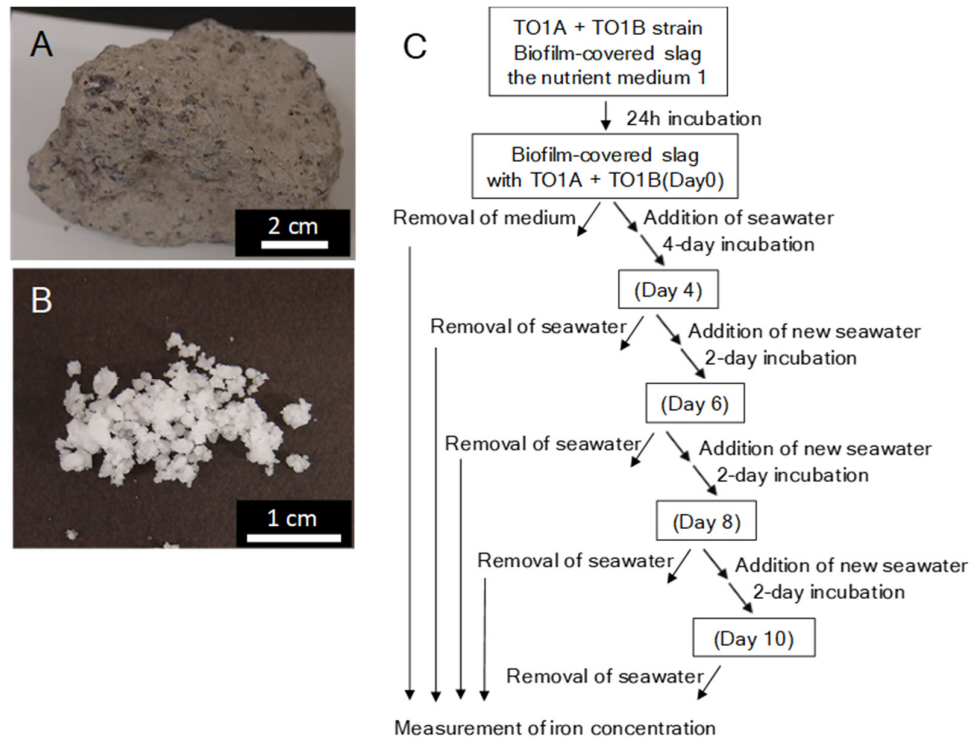 A
2 cm
B
1 cm
C
TO1A + TO1B strain
Biofilm-covered slag
the nutrient medium 1
24h incubation
Biofilm-covered slag
with TO1A + TO1B(Day0)
Removal of medium
Addition of seawater
4-day incubation
(Day 4)
Removal of seawater
Addition of new seawater
2-day incubation
(Day 6)
Removal of seawater
Addition of new seawater
2-day incubation
(Day 8)
Removal of seawater
Addition of new seawater
2-day incubation
(Day 10)
Removal of seawater
Measurement of iron concentration